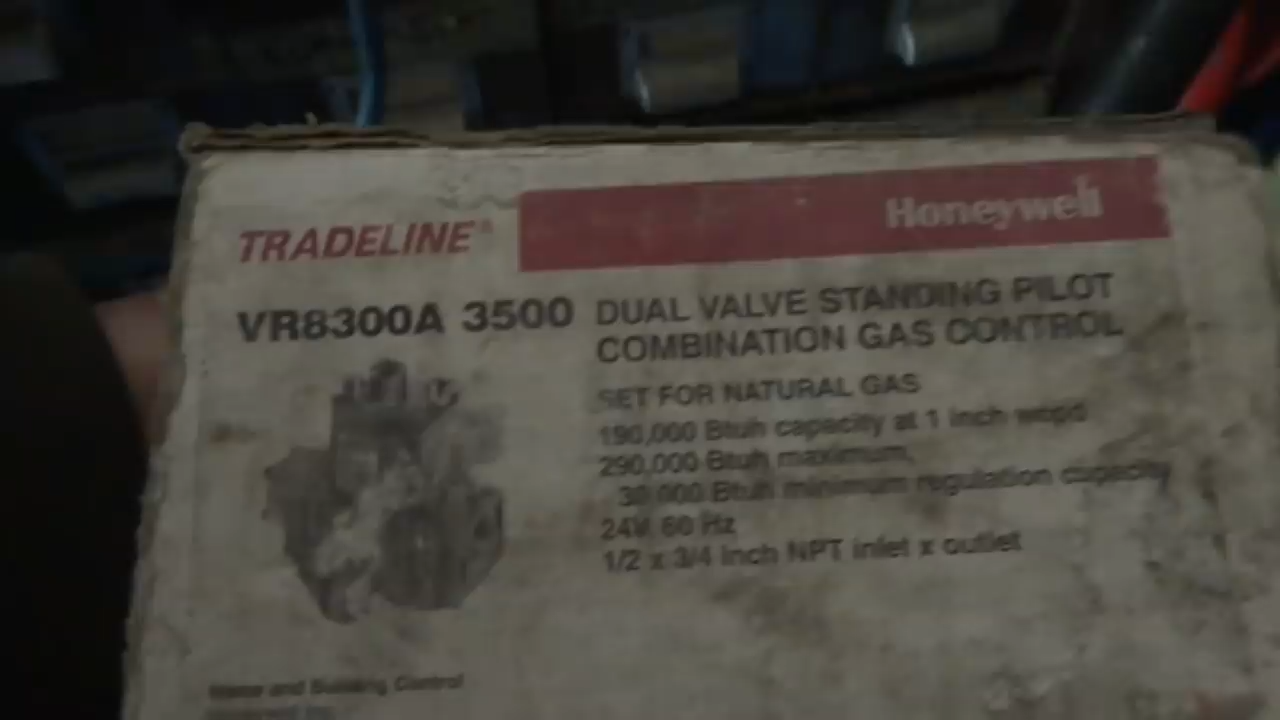 TRADELINE®
Honeywell
VR8300A 3500
DUAL VALVE STANDING PILOT
COMBINATION GAS CONTROL
SET FOR NATURAL GAS
190,000 Btuh capacity at 1 inch wcpd
290,000 Btuh maximum,
30,000 Btuh minimum regulation capacity
24V 60 Hz
1/2 x 3/4 inch NPT inlet x outlet
Home and Building Control